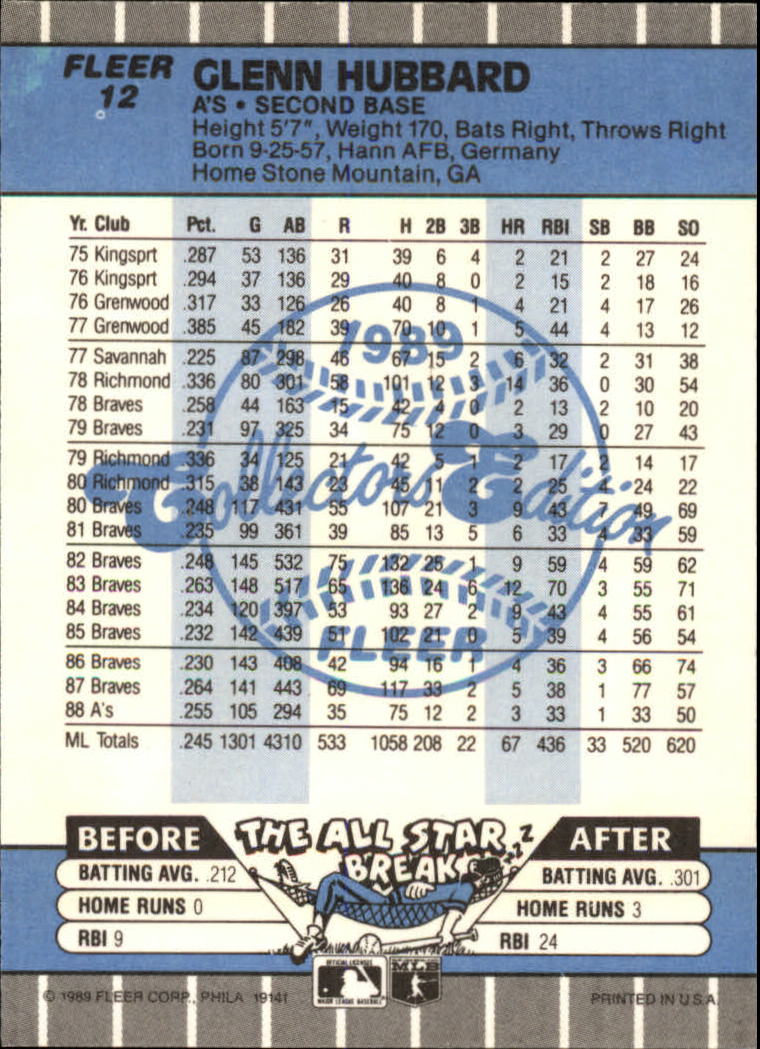 FLEER 12
GLENN HUBBARD
A'S • SECOND BASE
Height 5'7", Weight 170, Bats Right, Throws Right
Born 9-25-57, Hann AFB, Germany
Home Stone Mountain, GA
Yr. Club Pct. G AB R H 2B 3B HR RBI SB BB SO
75 Kingsprt .287 53 136 31 39 6 4 2 21 2 27 24
76 Kingsprt .294 37 136 29 40 8 0 2 15 2 18 16
76 Grenwood .317 33 126 26 40 8 1 4 21 4 17 26
77 Grenwood .385 45 182 39 70 10 1 5 44 4 13 12
77 Savannah .225 87 298 46 67 15 2 6 32 2 31 38
78 Richmond .336 80 301 58 101 12 3 14 36 0 30 54
78 Braves .258 44 163 15 42 4 0 2 13 2 10 20
79 Braves .231 97 325 34 75 12 0 3 29 0 27 43
79 Richmond .336 34 125 21 42 5 1 2 17 2 14 17
80 Richmond .315 38 143 23 45 11 2 2 25 4 24 22
80 Braves .248 117 431 55 107 21 3 9 43 7 49 69
81 Braves .235 99 361 39 85 13 5 6 33 4 33 59
82 Braves .248 145 532 75 132 25 1 9 59 4 59 62
83 Braves .263 148 517 65 136 24 6 12 70 3 55 71
84 Braves .234 120 397 53 93 27 2 9 43 4 55 61
85 Braves .232 142 439 51 102 21 0 5 39 4 56 54
86 Braves .230 143 408 42 94 16 1 4 36 3 66 74
87 Braves .264 141 443 69 117 33 2 5 38 1 77 57
88 A's .255 105 294 35 75 12 2 3 33 1 33 50
ML Totals .245 1301 4310 533 1058 208 22 67 436 33 520 620
1989
Collectors' Edition
FLEER
BEFORE THE ALL STAR BREAK AFTER
z z z
BATTING AVG. .212
HOME RUNS 0
RBI 9
BATTING AVG. .301
HOME RUNS 3
RBI 24
OFFICIAL LICENSEE
MAJOR LEAGUE BASEBALL
MLB
© 1989 FLEER CORP., PHILA 19141
PRINTED IN U.S.A.